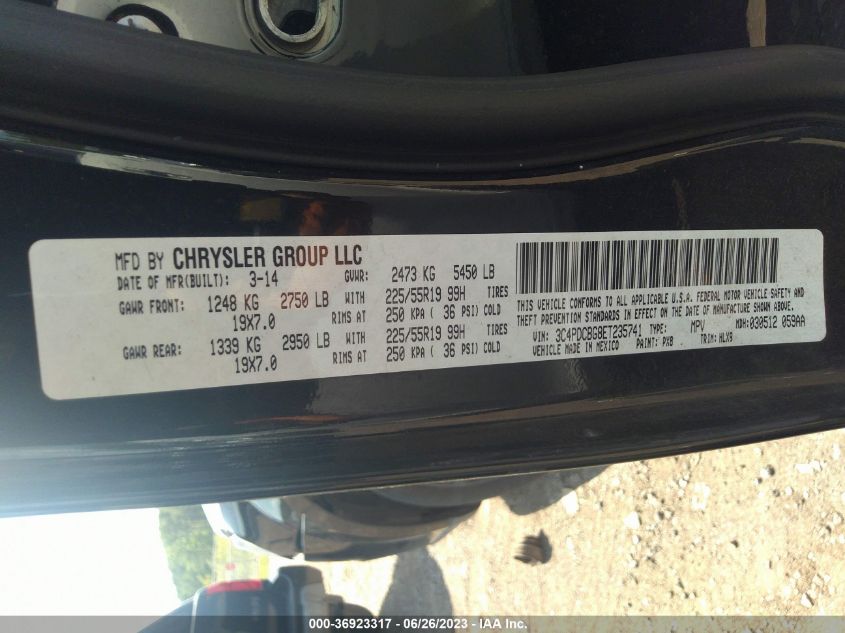 MFD BY CHRYSLER GROUP LLC
DATE OF MFR(BUILT): 3-14 GVWR: 2473 KG 5450 LB
GAWR FRONT: 1248 KG 2750 LB WITH 225/55R19 99H TIRES
19X7.0 RIMS AT 250 KPA ( 36 PSI) COLD
GAWR REAR: 1339 KG 2950 LB WITH 225/55R19 99H TIRES
19X7.0 RIMS AT 250 KPA ( 36 PSI) COLD
THIS VEHICLE CONFORMS TO ALL APPLICABLE U.S.A. FEDERAL MOTOR VEHICLE SAFETY AND
THEFT PREVENTION STANDARDS IN EFFECT ON THE DATE OF MANUFACTURE SHOWN ABOVE.
VIN: 3C4PDCBG8ET235741 TYPE: MPV MDH:030512 059AA
VEHICLE MADE IN MEXICO PAINT: PX8 TRIM: HLX9
000-36923317 - 06/26/2023 - IAA Inc.